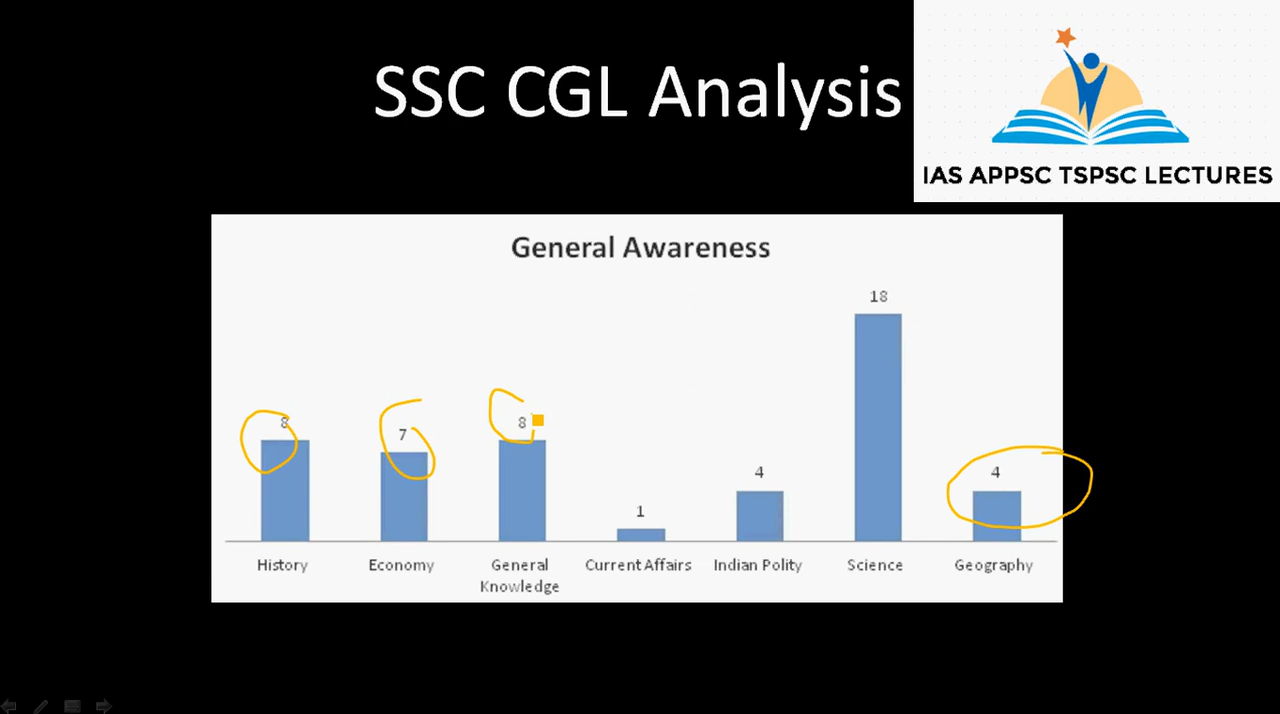 SSC CGL Analysis
IAS APPSC TSPSC LECTURES
General Awareness
18
8
7
8
4
4
1
History
Economy
General
Knowledge
Current Affairs
Indian Polity
Science
Geography